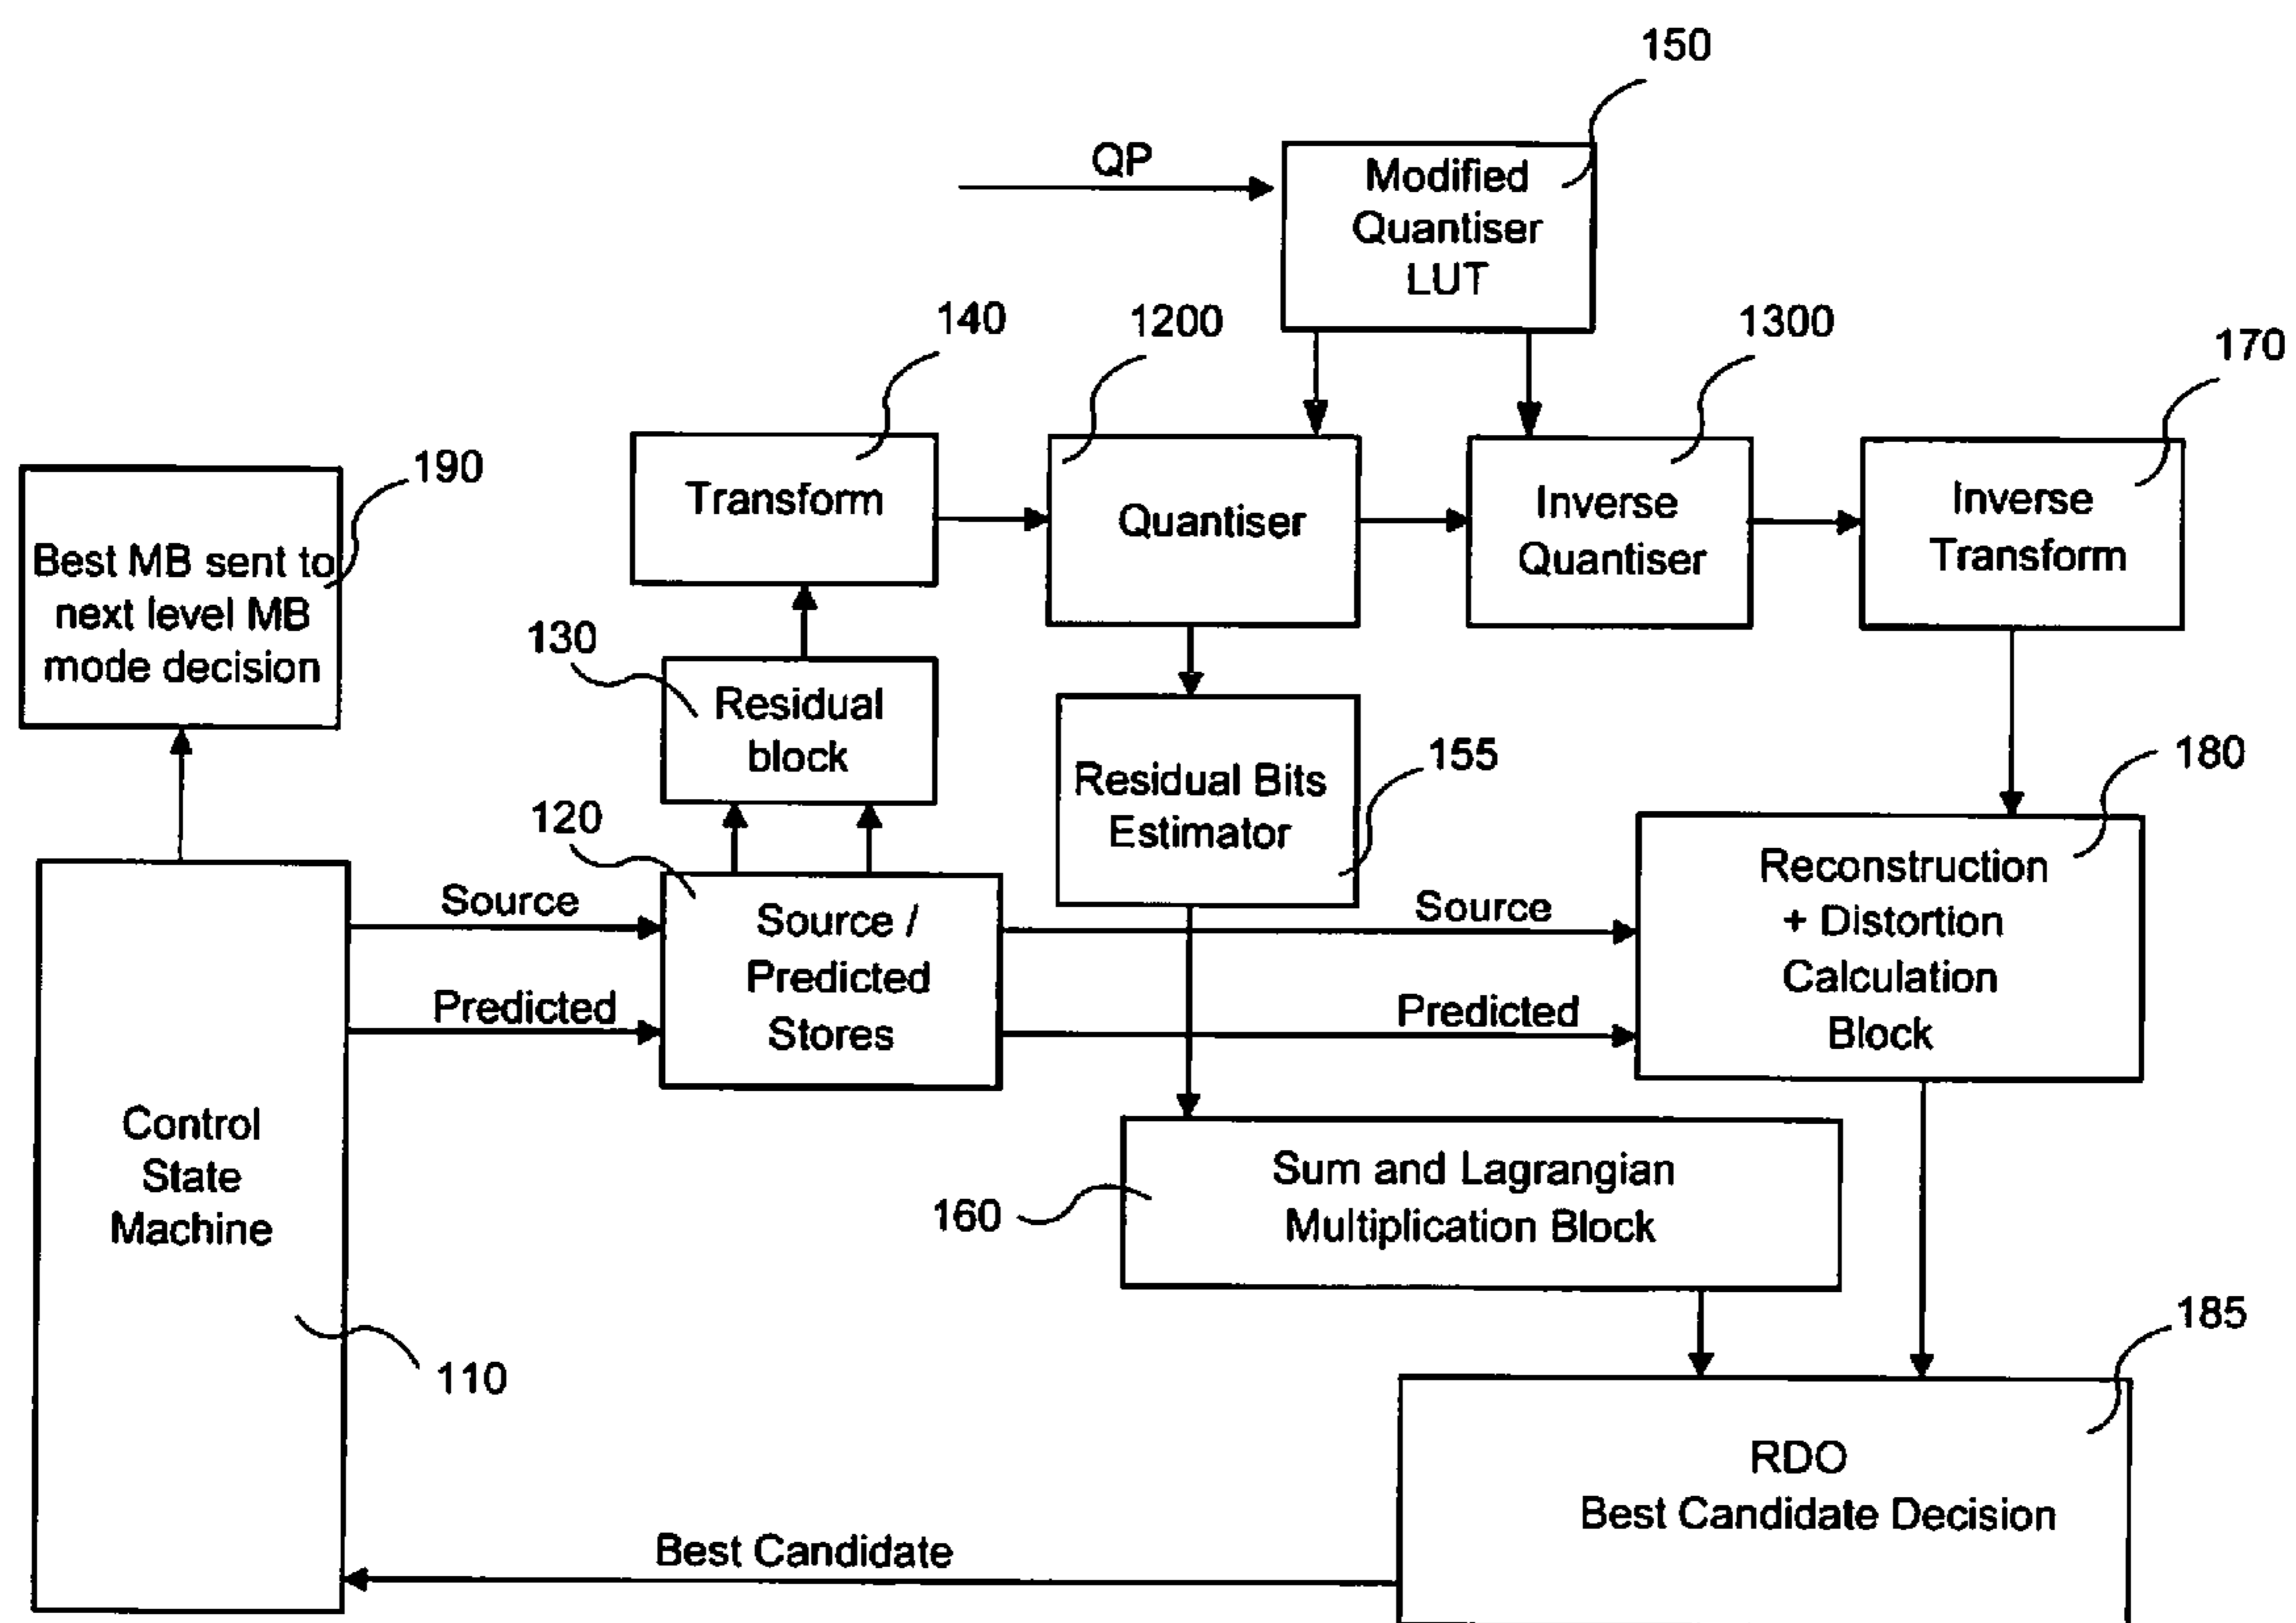 150
QP
Modified
Quantiser
LUT
140
1200
1300
170
190
Transform
Quantiser
Inverse
Quantiser
Inverse
Transform
Best MB sent to
next level MB
mode decision
130
Residual
block
155
Residual Bits
Estimator
180
120
Source
Source /
Predicted
Stores
Source
Reconstruction
+ Distortion
Calculation
Block
Predicted
Predicted
Control
State
Machine
Sum and Lagrangian
Multiplication Block
160
185
110
RDO
Best Candidate Decision
Best Candidate